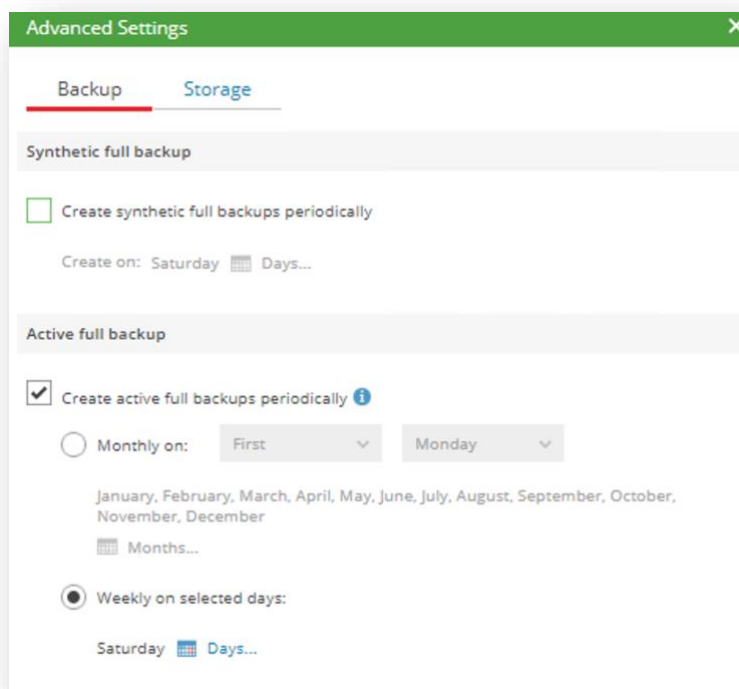 Advanced Settings
Backup Storage
Synthetic full backup
Create synthetic full backups periodically
Create on: Saturday Days...
Active full backup
Create active full backups periodically
Monthly on: First Monday
January, February, March, April, May, June, July, August, September, October,
November, December
Months...
Weekly on selected days:
Saturday Days...